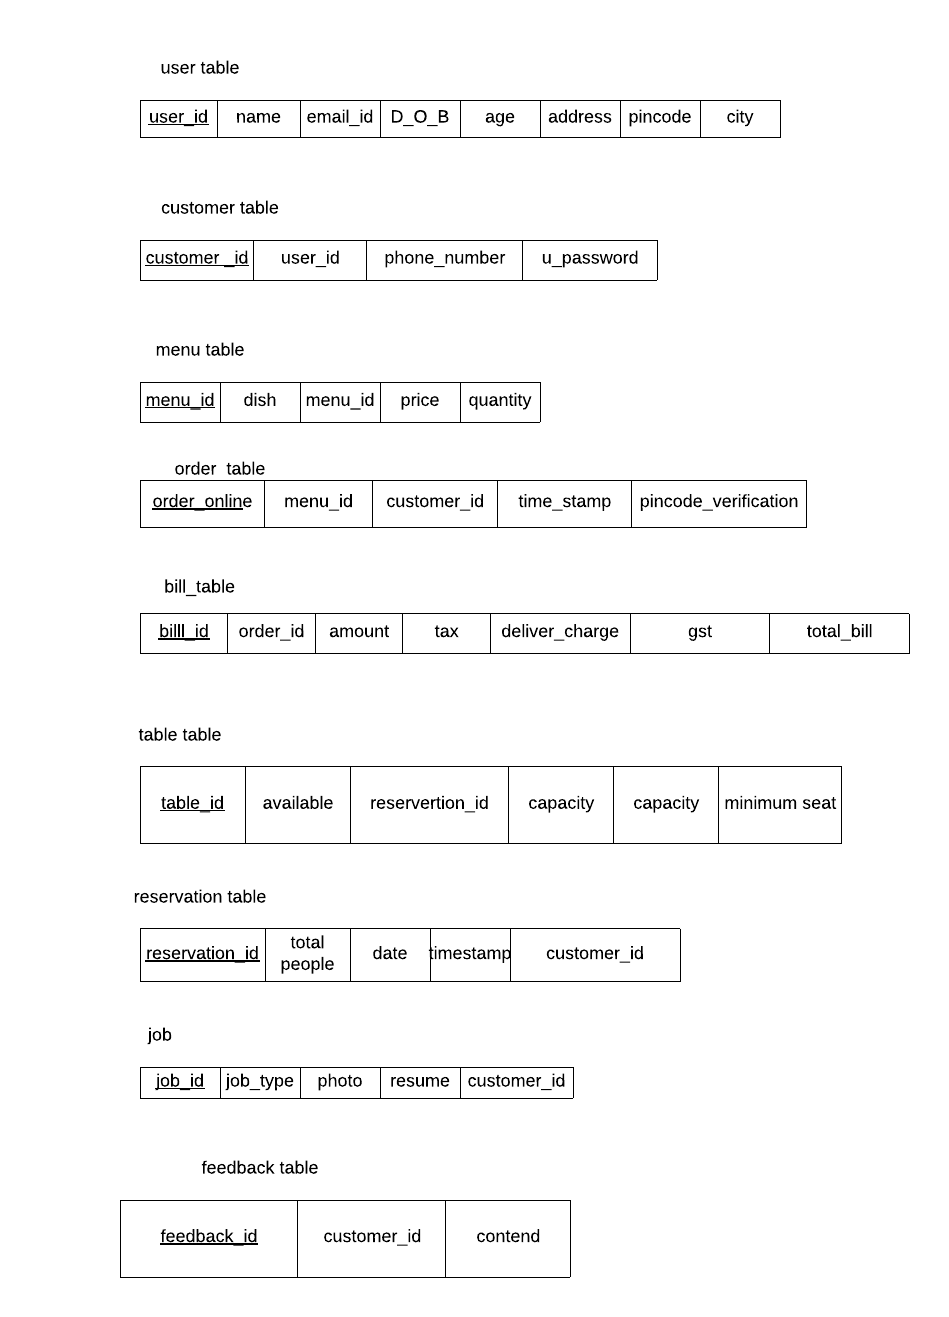 user table
user_id name email_id D_O_B age address pincode city
customer table
customer _id user_id phone_number u_password
menu table
menu_id dish menu_id price quantity
order_table
order_online menu_id customer_id time_stamp pincode_verification
bill_table
billl_id order_id amount tax deliver_charge gst total_bill
table table
table_id available reservertion_id capacity capacity minimum seat
reservation table
reservation_id total people date timestamp customer_id
job
job_id job_type photo resume customer_id
feedback table
feedback_id customer_id contend